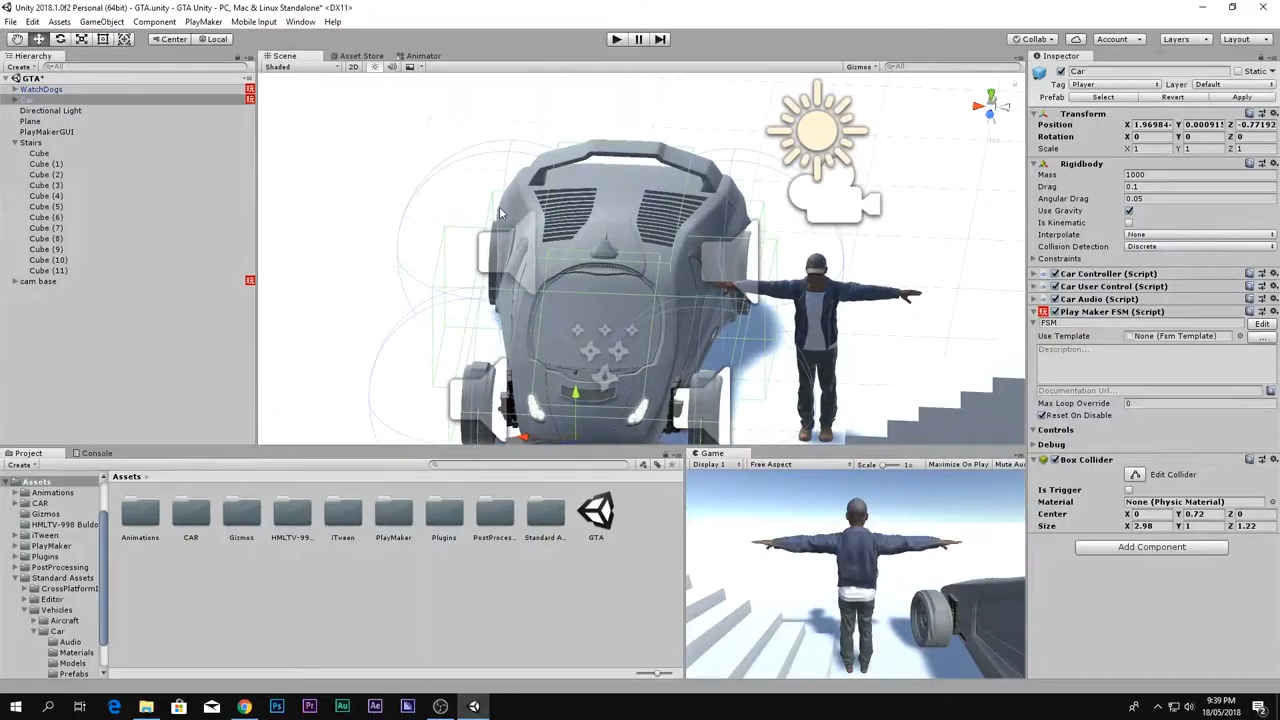 Unity 2018.1.0f2 Personal (64bit) - GTA.unity - GTA Unity - PC, Mac & Linux Standalone* <DX11>
File Edit Assets GameObject Component PlayMaker Mobile Input Window Help
Center Local
Collab Account Layers Layout
Hierarchy
Create All
GTA*
WatchDogs
Car
Directional Light
Plane
PlayMakerGUI
Stairs
Cube
Cube (1)
Cube (2)
Cube (3)
Cube (4)
Cube (5)
Cube (6)
Cube (7)
Cube (8)
Cube (9)
Cube (10)
Cube (11)
cam base
Scene Asset Store Animator
Shaded 2D Gizmos All
Inspector
Car Static
Tag Player Layer Default
Prefab Select Revert Apply
Transform
Position X 1.96984 Y 0.000915 Z -0.77192
Rotation X 0 Y 0 Z 0
Scale X 1 Y 1 Z 1
Rigidbody
Mass 1000
Drag 0.1
Angular Drag 0.05
Use Gravity
Is Kinematic
Interpolate None
Collision Detection Discrete
Constraints
Car Controller (Script)
Car User Control (Script)
Car Audio (Script)
Play Maker FSM (Script)
FSM Edit
Use Template None (Fsm Template) ...
Description...
Documentation Url...
Max Loop Override 0
Reset On Disable
Controls
Debug
Box Collider
Edit Collider
Is Trigger
Material None (Physic Material)
Center X 0 Y 0.72 Z 0
Size X 2.98 Y 1 Z 1.22
Add Component
Project Console
Create
Assets
Animations
CAR
Gizmos
HMLTV-998 Buldo
iTween
PlayMaker
Plugins
PostProcessing
Standard Assets
CrossPlatformI
Editor
Vehicles
Aircraft
Car
Audio
Materials
Models
Prefabs
Assets
Animations CAR Gizmos HMLTV-99... iTween PlayMaker Plugins PostProces... Standard A... GTA
Game
Display 1 Free Aspect Scale 1x Maximize On Play Mute Au
9:39 PM
18/05/2018